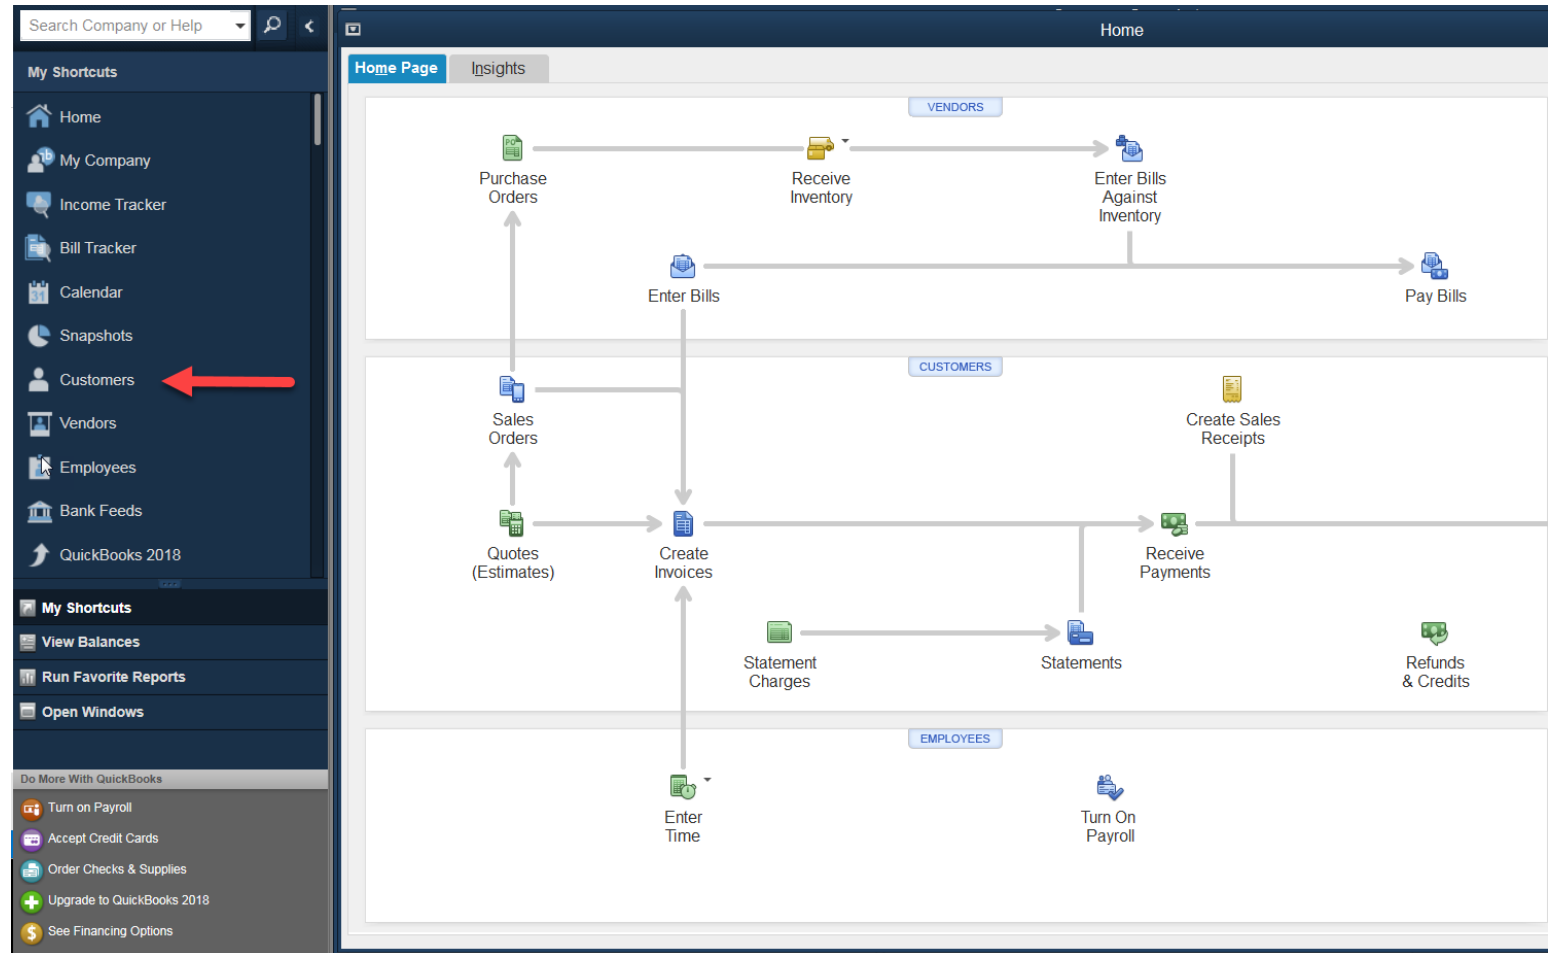 Search Company or Help
My Shortcuts
Home
My Company
Income Tracker
Bill Tracker
31
Calendar
Snapshots
Customers
Vendors
Employees
Bank Feeds
QuickBooks 2018
My Shortcuts
View Balances
Run Favorite Reports
Open Windows
Do More With QuickBooks
Turn on Payroll
Accept Credit Cards
Order Checks & Supplies
Upgrade to QuickBooks 2018
$
See Financing Options
Home
Home Page
Insights
VENDORS
PO
Purchase
Orders
Receive
Inventory
Enter Bills
Against
Inventory
Enter Bills
Pay Bills
CUSTOMERS
Sales
Orders
Create Sales
Receipts
Quotes
(Estimates)
Create
Invoices
Receive
Payments
Statement
Charges
Statements
Refunds
& Credits
EMPLOYEES
Enter
Time
Turn On
Payroll